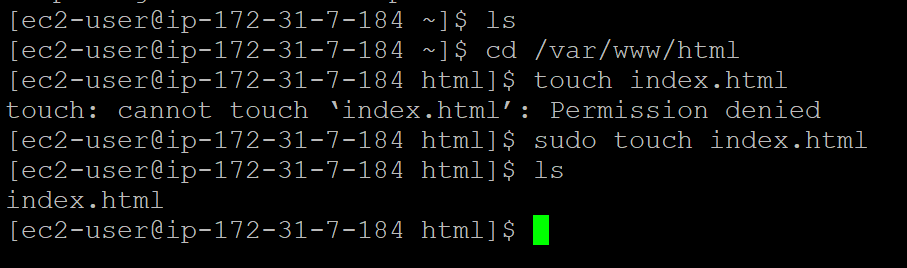 [ec2-user@ip-172-31-7-184 ~]$ ls
[ec2-user@ip-172-31-7-184 ~]$ cd /var/www/html
[ec2-user@ip-172-31-7-184 html]$ touch index.html
touch: cannot touch ‘index.html’: Permission denied
[ec2-user@ip-172-31-7-184 html]$ sudo touch index.html
[ec2-user@ip-172-31-7-184 html]$ ls
index.html
[ec2-user@ip-172-31-7-184 html]$